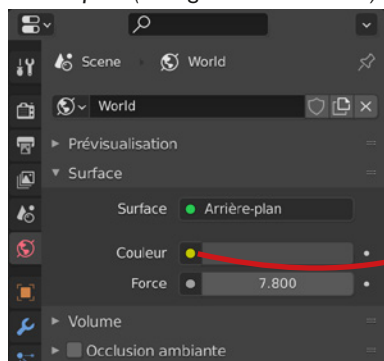 Scene World
World
Prévisualisation
Surface
Surface Arrière-plan
Couleur
Force 7.800
Volume
Occlusion ambiante